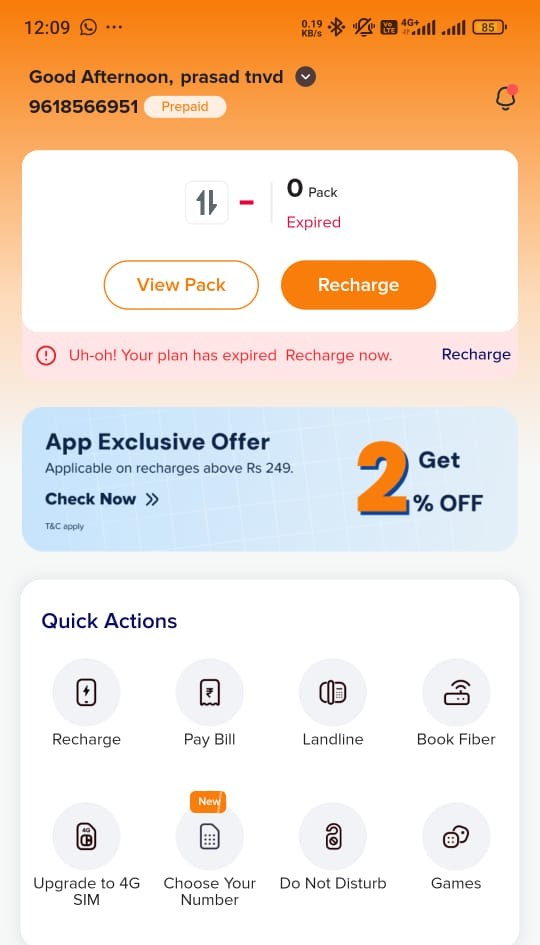 12:09
0.19
KB/s
Vo
LTE
4G+
85
Good Afternoon, prasad tnvd
9618566951 Prepaid
0 Pack
Expired
View Pack
Recharge
Uh-oh! Your plan has expired Recharge now. Recharge
App Exclusive Offer
Applicable on recharges above Rs 249.
Check Now
T&C apply
Get
2% OFF
Quick Actions
Recharge
Pay Bill
Landline
Book Fiber
4G
New
Upgrade to 4G
SIM
Choose Your
Number
Do Not Disturb
Games